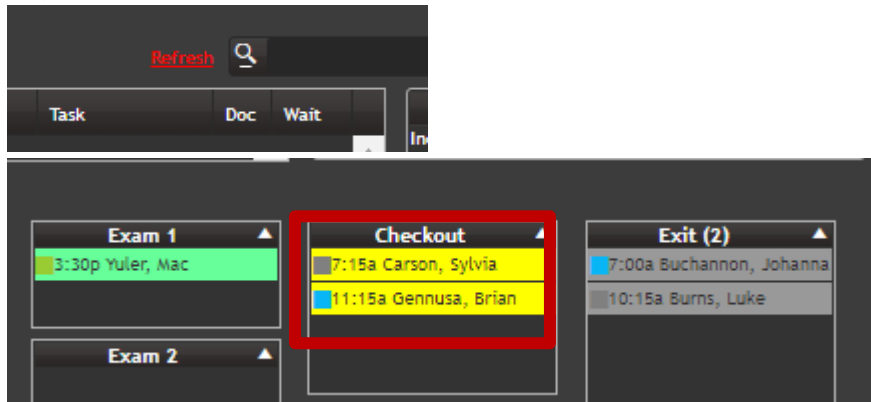 Refresh
Task Doc Wait
In
Exam 1 Checkout Exit (2)
3:30p Yuler, Mac 7:15a Carson, Sylvia 7:00a Buchannon, Johanna
11:15a Gennusa, Brian 10:15a Burns, Luke
Exam 2